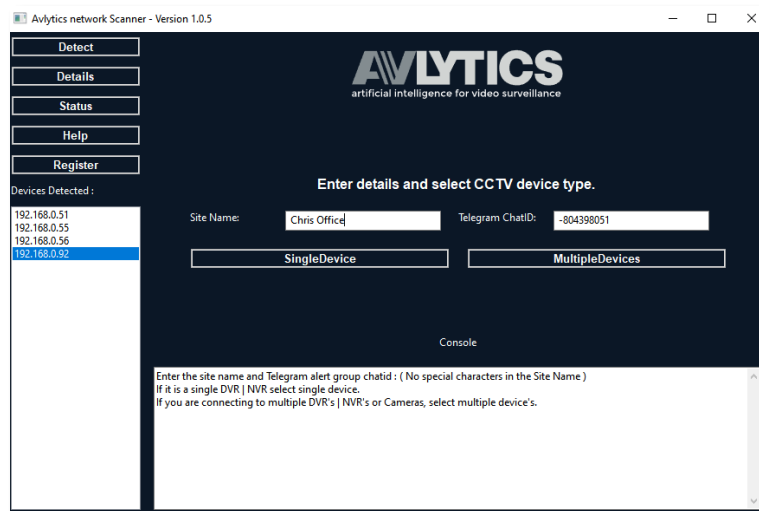 Avlytics network Scanner - Version 1.0.5
Detect
Details
Status
Help
Register
Devices Detected :
192.168.0.51
192.168.0.55
192.168.0.56
192.168.0.92
AVLYTICS
artificial intelligence for video surveillance
Enter details and select CCTV device type.
Site Name: Chris Office Telegram ChatID: -804398051
SingleDevice MultipleDevices
Console
Enter the site name and Telegram alert group chatid : ( No special characters in the Site Name )
If it is a single DVR | NVR select single device.
If you are connecting to multiple DVR's | NVR's or Cameras, select multiple device's.